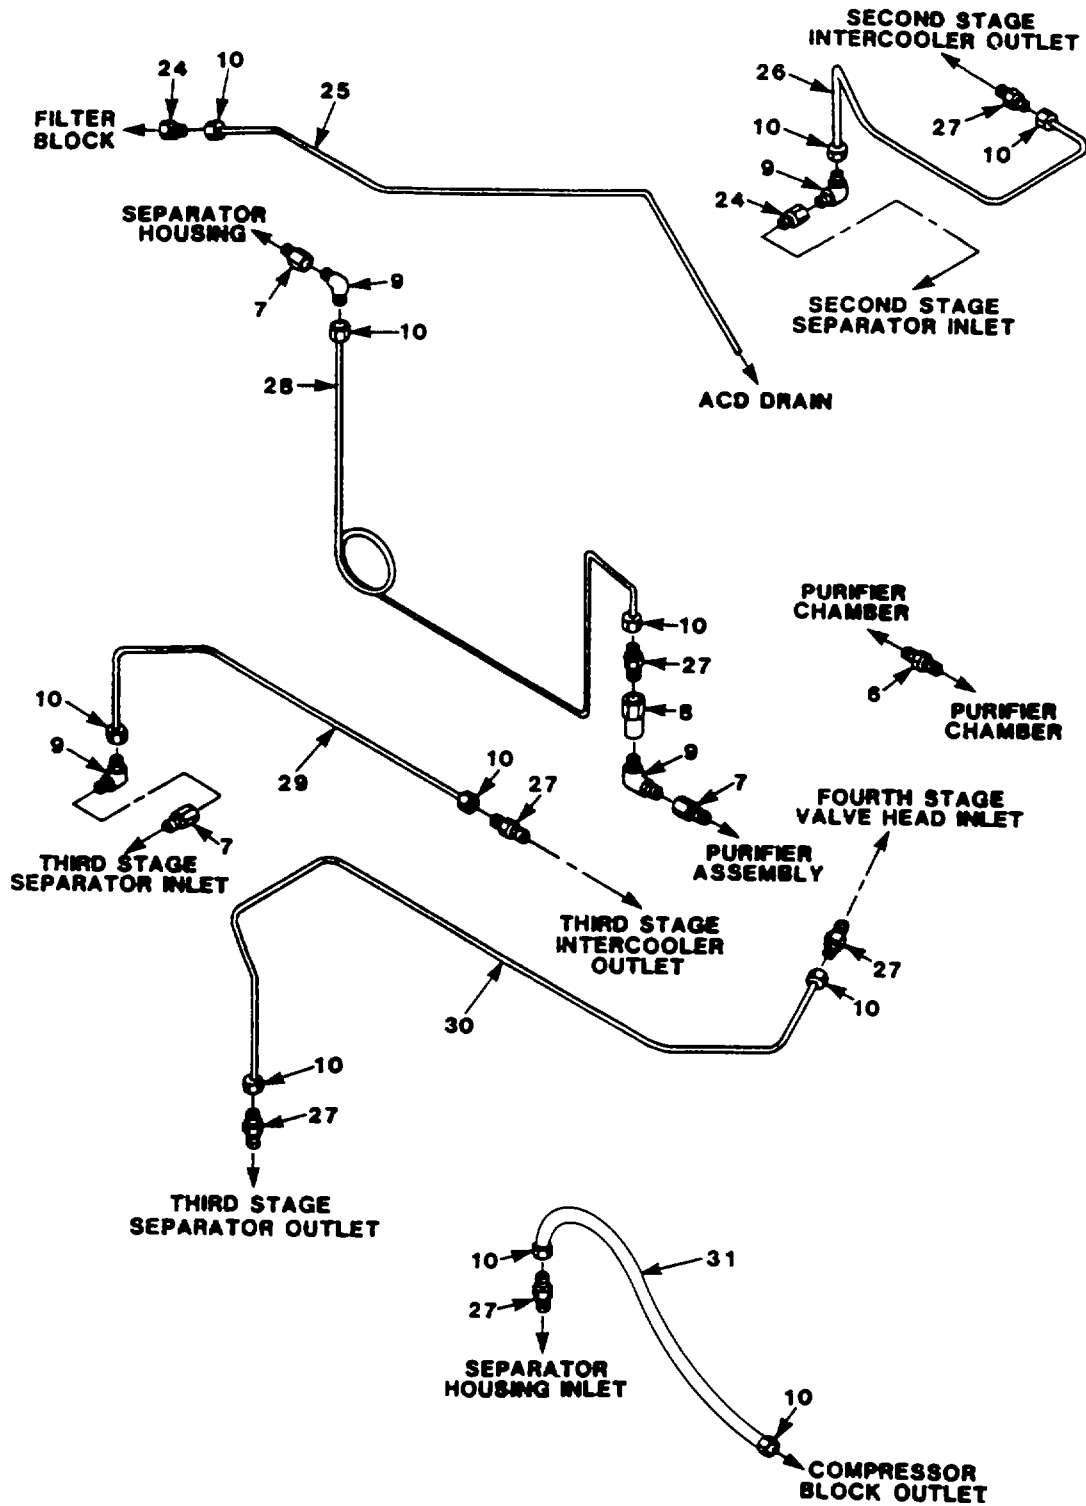 SECOND STAGE
INTERCOOLER OUTLET
24
10
25
FILTER
BLOCK
26
27
10
10
9
24
SECOND STAGE
SEPARATOR INLET
SEPARATOR
HOUSING
7
9
10
28
ACD DRAIN
10
27
8
9
7
PURIFIER
ASSEMBLY
PURIFIER
CHAMBER
6
PURIFIER
CHAMBER
10
9
29
10
27
7
THIRD STAGE
SEPARATOR INLET
THIRD STAGE
INTERCOOLER
OUTLET
FOURTH STAGE
VALVE HEAD INLET
27
10
30
10
27
THIRD STAGE
SEPARATOR OUTLET
10
31
27
SEPARATOR
HOUSING INLET
10
COMPRESSOR
BLOCK OUTLET